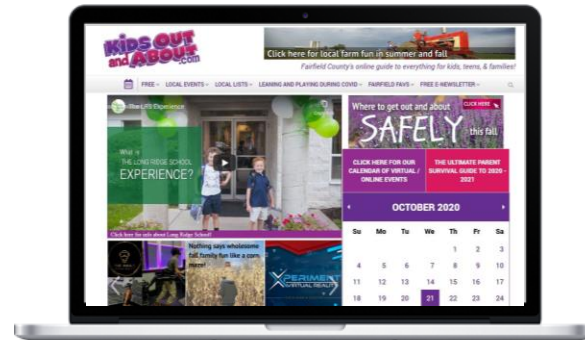 KIDS OUT
and ABOUT.com
Click here for local farm fun in summer and fall
Fairfield County's online guide to everything for kids, teens, & families!
FREE LOCAL EVENTS LOCAL LISTS LEARNING AND PLAYING DURING COVID FAIRFIELD FAVS FREE E-NEWSLETTER
Experience
What is
THE LONG RIDGE SCHOOL
EXPERIENCE?
Click here for info about Long Ridge School!
Where to get out and about
CLICK HERE
SAFELY
this fall
CLICK HERE FOR OUR
CALENDAR OF VIRTUAL /
ONLINE EVENTS
THE ULTIMATE PARENT
SURVIVAL GUIDE TO 2020 -
2021
Nothing says wholesome
fall family fun like a corn
maze!
XPERIMENT
VIRTUAL REALITY
OCTOBER 2020
Su Mo Tu We Th Fr Sa
1 2 3
4 5 6 7 8 9 10
11 12 13 14 15 16 17
18 19 20 21 22 23 24